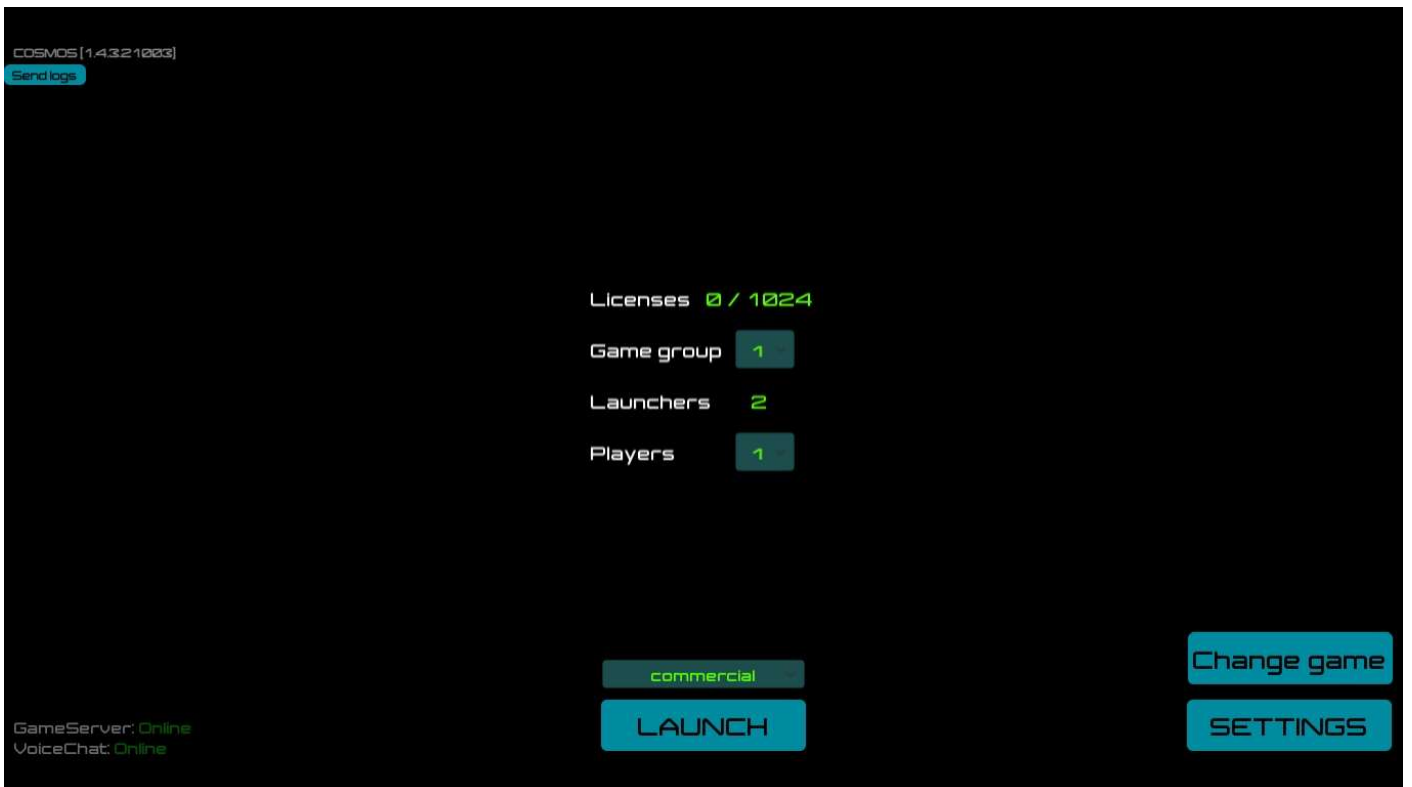 COSMOS [1.4.3.21003]
Send logs
Licenses 0 / 1024
Game group 1
Launchers 2
Players 1
commercial
LAUNCH
Change game
SETTINGS
GameServer: Online
VoiceChat: Online